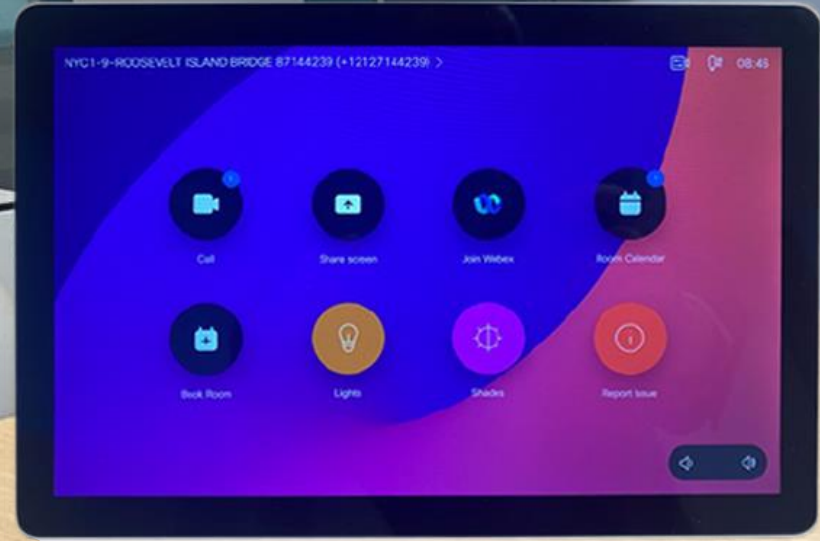 NYC1-9-ROOSEVELT ISLAND BRIDGE 87144239 (+12127144239)
08:45
Call
Share screen
Join Webex
Room Calendar
Book Room
Lights
Shades
Report Issue